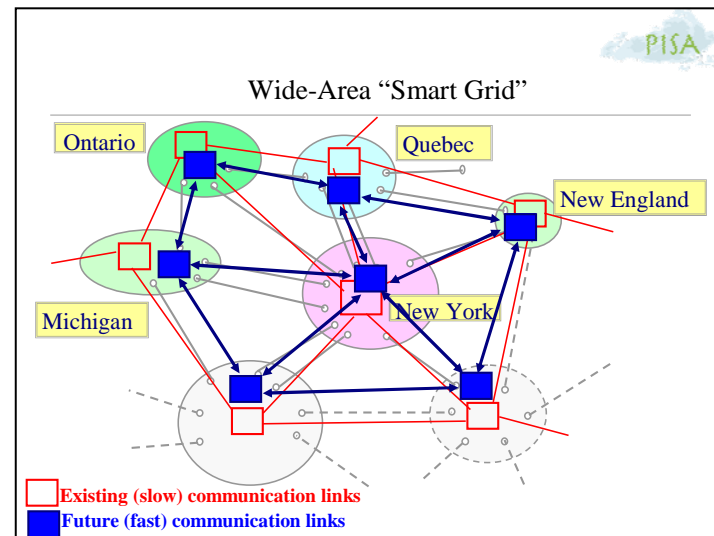 PISA
Wide-Area “Smart Grid”
Ontario
Quebec
New England
Michigan
New York
Existing (slow) communication links
Future (fast) communication links